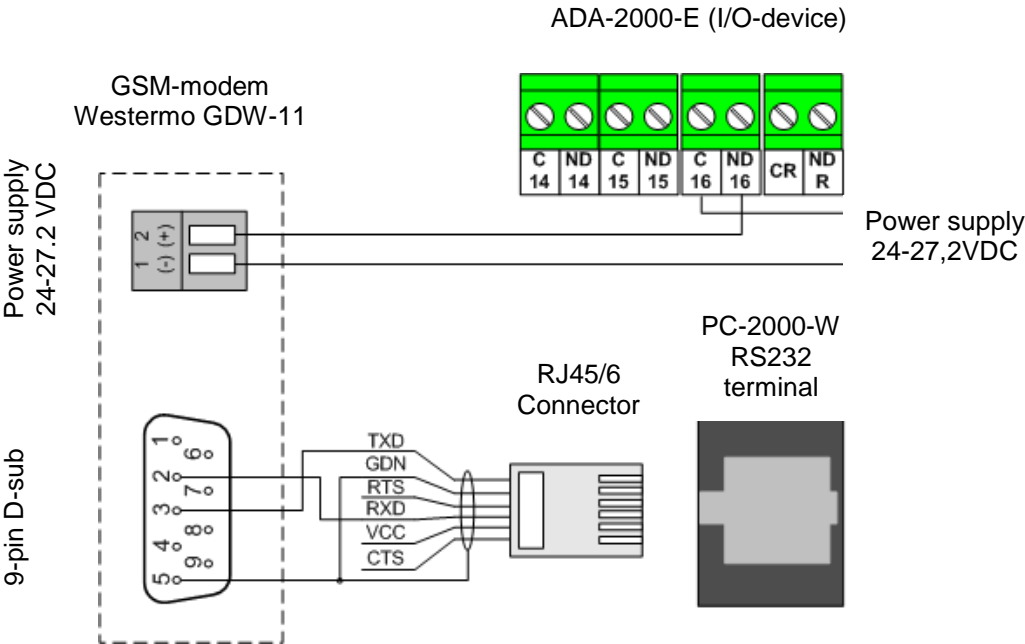 ADA-2000-E (I/O-device)
GSM-modem
Westermo GDW-11
C
14
ND
14
C
15
ND
15
C
16
ND
16
CR
ND
R
Power supply
24-27.2 VDC
2 (+)
1 (-)
Power supply
24-27,2VDC
PC-2000-W
RS232
terminal
RJ45/6
Connector
9-pin D-sub
1
6
2
7
3
8
4
9
5
TXD
GDN
RTS
RXD
VCC
CTS